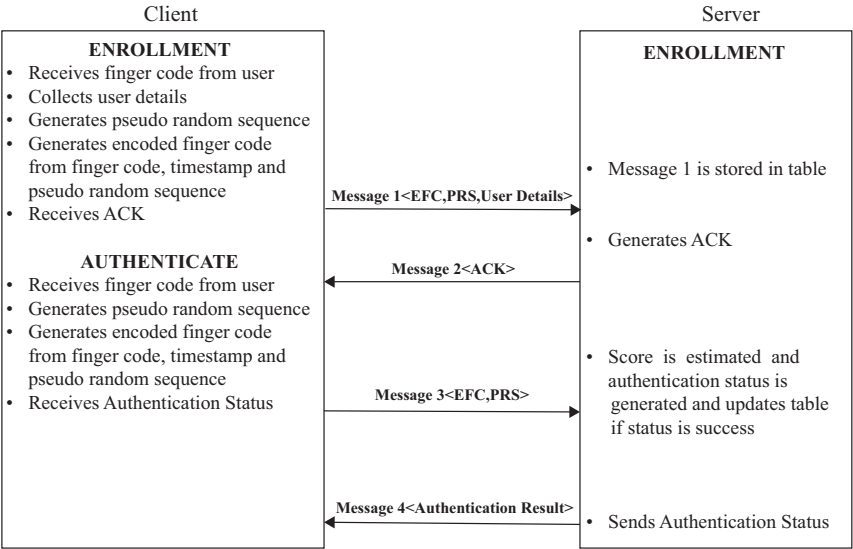 Client
ENROLLMENT
• Receives finger code from user
• Collects user details
• Generates pseudo random sequence
• Generates encoded finger code
from finger code, timestamp and
pseudo random sequence
• Receives ACK
AUTHENTICATE
• Receives finger code from user
• Generates pseudo random sequence
• Generates encoded finger code
from finger code, timestamp and
pseudo random sequence
• Receives Authentication Status
Message 1<EFC,PRS,User Details>
Message 2<ACK>
Message 3<EFC,PRS>
Message 4<Authentication Result>
Server
ENROLLMENT
• Message 1 is stored in table
• Generates ACK
• Score is estimated and
authentication status is
generated and updates table
if status is success
• Sends Authentication Status